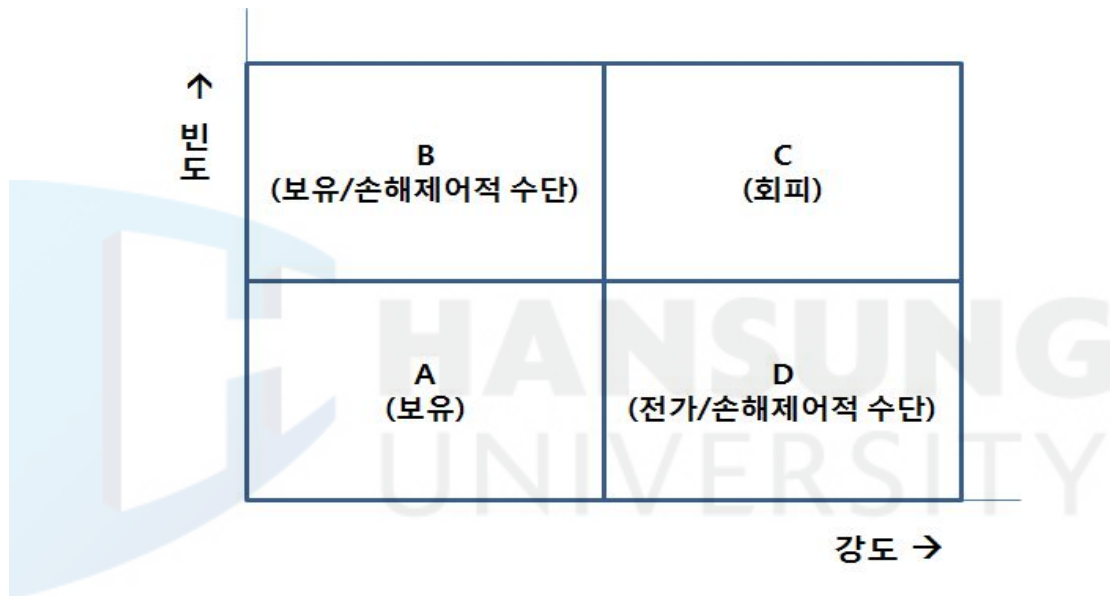 ↑
빈
도
B
(보유/손해제어적 수단)
C
(회피)
A
(보유)
D
(전가/손해제어적 수단)
강도 →
HANSUNG
UNIVERSITY